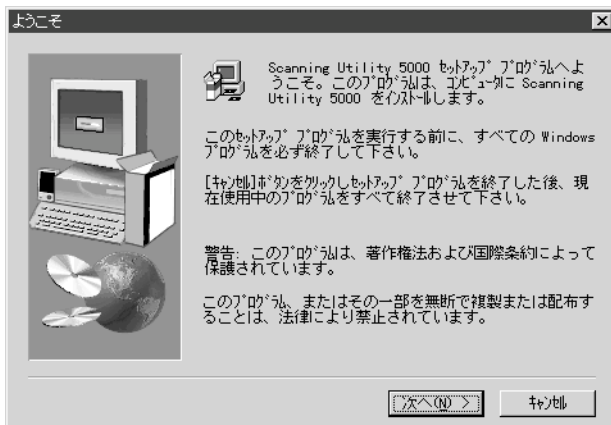 ようこそ
Scanning Utility 5000 ｾｯﾄｱｯﾌﾟ ﾌﾟﾛｸﾞﾗﾑへよ
うこそ。このﾌﾟﾛｸﾞﾗﾑは、ｺﾝﾋﾟｭｰﾀに Scanning
Utility 5000 をｲﾝｽﾄｰﾙします。
このｾｯﾄｱｯﾌﾟ ﾌﾟﾛｸﾞﾗﾑを実行する前に、すべての Windows
ﾌﾟﾛｸﾞﾗﾑを必ず終了して下さい。
[ｷｬﾝｾﾙ]ﾎﾞﾀﾝをｸﾘｯｸしｾｯﾄｱｯﾌﾟ ﾌﾟﾛｸﾞﾗﾑを終了した後、現
在使用中のﾌﾟﾛｸﾞﾗﾑをすべて終了させて下さい。
警告: このﾌﾟﾛｸﾞﾗﾑは、著作権法および国際条約によって
保護されています。
このﾌﾟﾛｸﾞﾗﾑ、またはその一部を無断で複製または配布す
ることは、法律により禁止されています。
次へ(N) >
ｷｬﾝｾﾙ